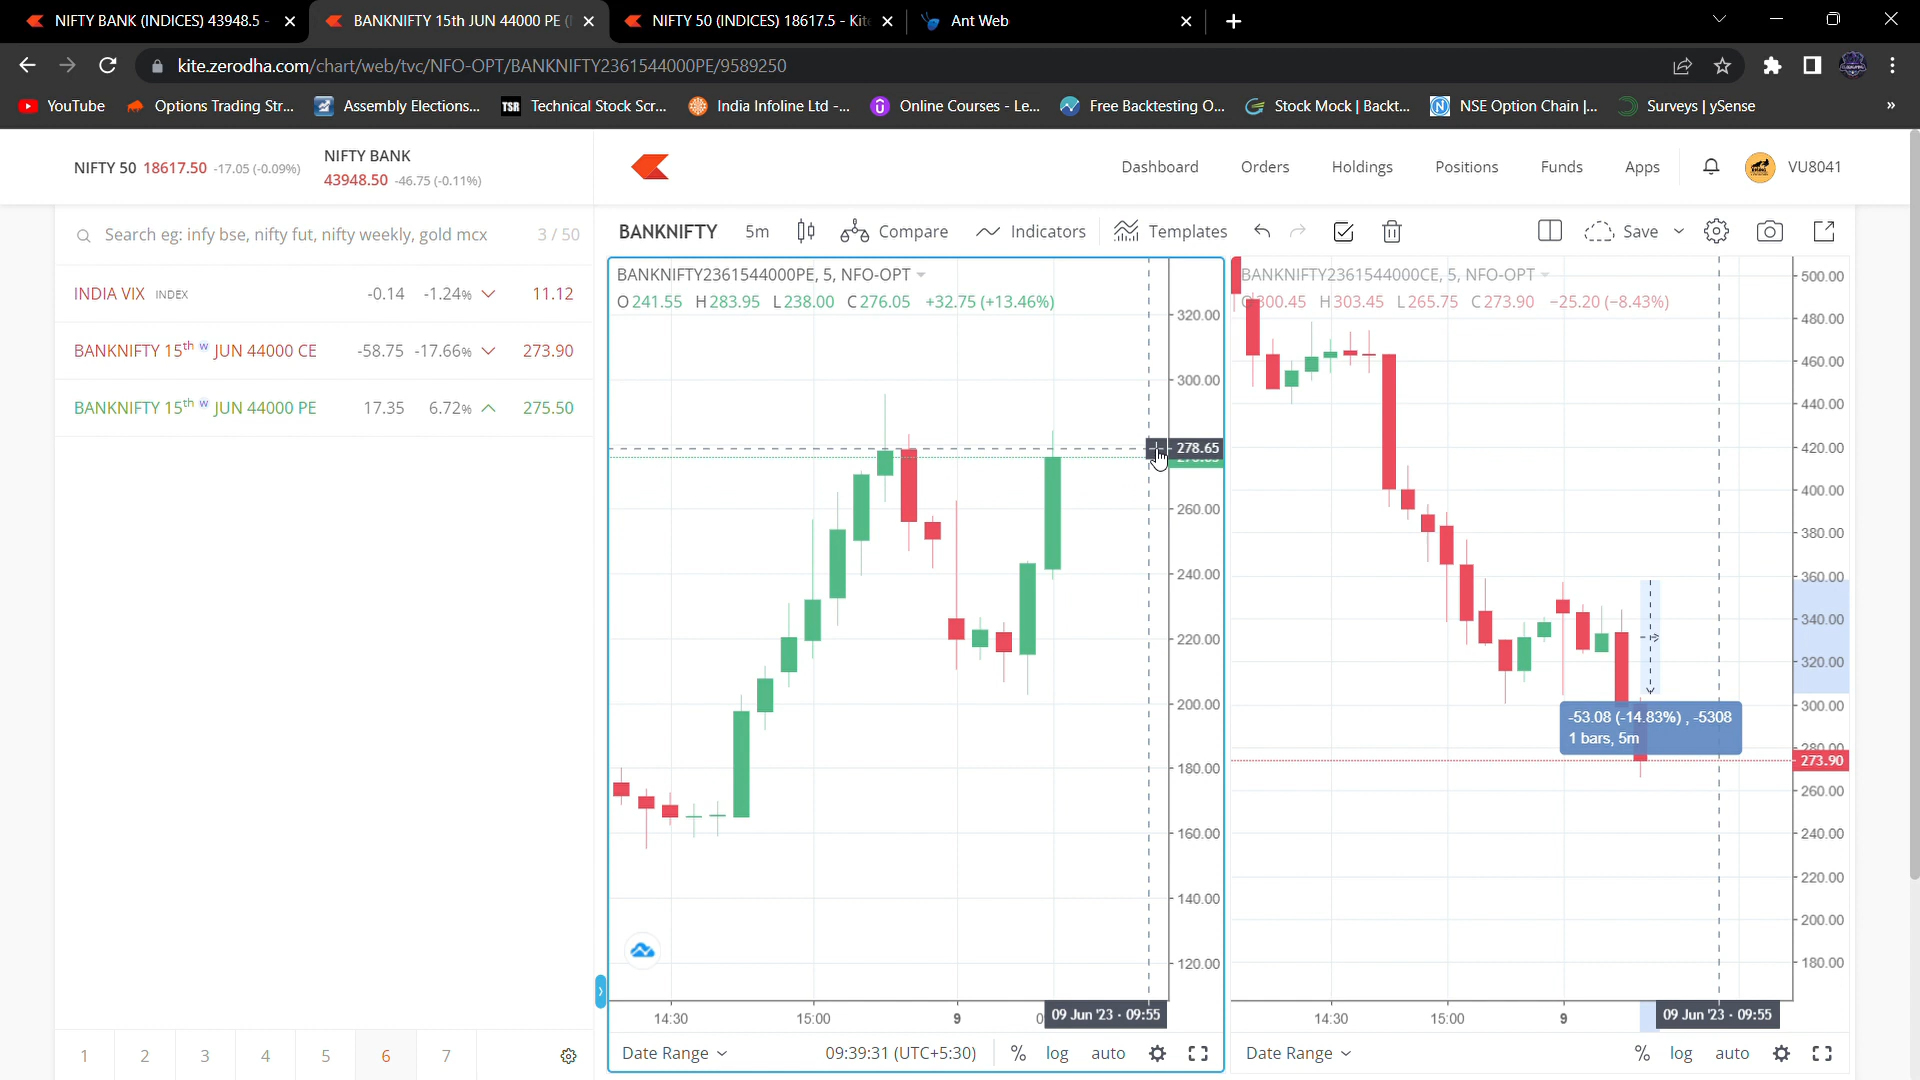 NIFTY BANK (INDICES) 43948.5 -
BANKNIFTY 15th JUN 44000 PE (
NIFTY 50 (INDICES) 18617.5 - Kite
Ant Web
kite.zerodha.com/chart/web/tvc/NFO-OPT/BANKNIFTY2361544000PE/9589250
YouTube
Options Trading Str...
Assembly Elections...
TSR
Technical Stock Scr...
India Infoline Ltd -...
Online Courses - Le...
Free Backtesting O...
Stock Mock | Backt...
NSE Option Chain |...
Surveys | ySense
»
NIFTY 50 18617.50 -17.05 (-0.09%)
NIFTY BANK
43948.50 -46.75 (-0.11%)
Dashboard
Orders
Holdings
Positions
Funds
Apps
VU8041
Search eg: infy bse, nifty fut, nifty weekly, gold mcx
3 / 50
INDIA VIX INDEX -0.14 -1.24% 11.12
BANKNIFTY 15th w JUN 44000 CE -58.75 -17.66% 273.90
BANKNIFTY 15th w JUN 44000 PE 17.35 6.72% 275.50
BANKNIFTY 5m Compare Indicators Templates Save
BANKNIFTY2361544000PE, 5, NFO-OPT
O241.55 H283.95 L238.00 C276.05 +32.75 (+13.46%)
320.00
300.00
278.65
260.00
240.00
220.00
200.00
180.00
160.00
140.00
120.00
14:30 15:00 9 09 Jun '23 - 09:55
Date Range 09:39:31 (UTC+5:30) % log auto
BANKNIFTY2361544000CE, 5, NFO-OPT
O300.45 H303.45 L265.75 C273.90 −25.20 (−8.43%)
500.00
480.00
460.00
440.00
420.00
400.00
380.00
360.00
340.00
320.00
300.00
280.00
273.90
260.00
240.00
220.00
200.00
180.00
-53.08 (-14.83%) , -5308
1 bars, 5m
14:30 15:00 9 09 Jun '23 - 09:55
Date Range % log auto
1 2 3 4 5 6 7